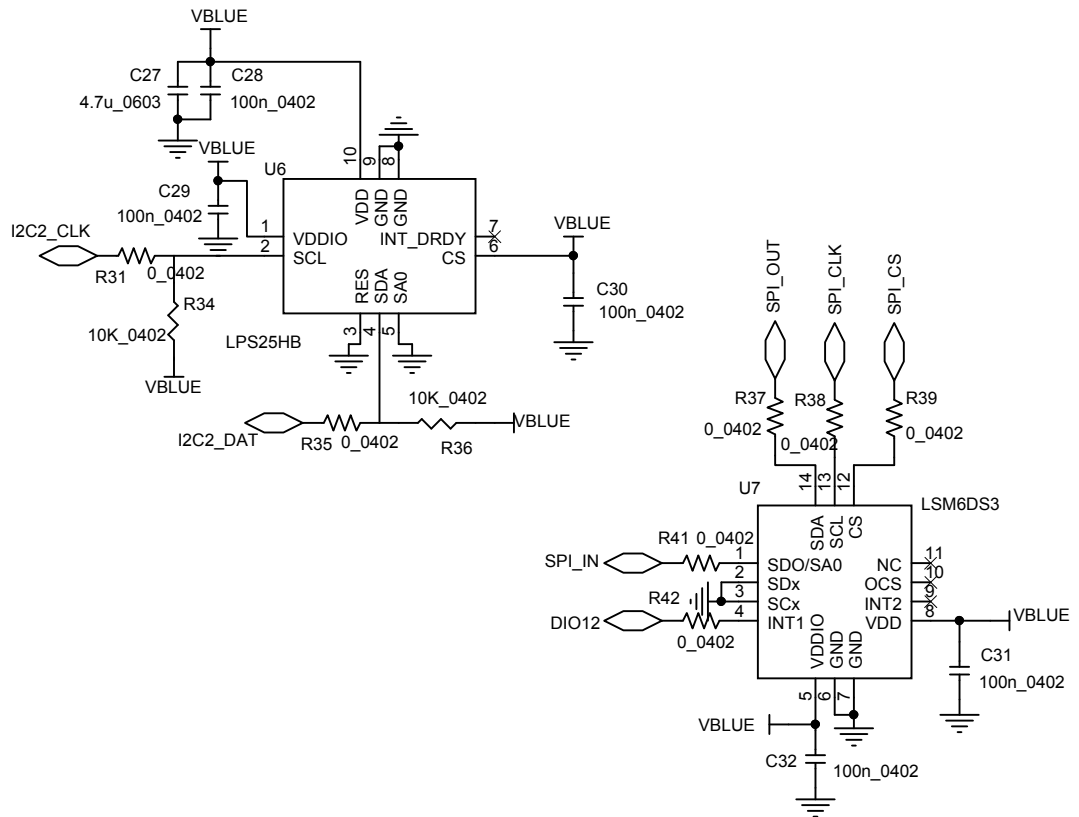 VBLUE
C27
C28
4.7u_0603
100n_0402
VBLUE
U6
10
9
8
C29
100n_0402
VDD
GND
GND
I2C2_CLK
1
VDDIO
INT_DRDY
7
2
SCL
CS
6
VBLUE
R31
0_0402
R34
10K_0402
RES
SDA
SA0
C30
100n_0402
3
4
5
LPS25HB
VBLUE
10K_0402
VBLUE
I2C2_DAT
R35
0_0402
R36
SPI_OUT
SPI_CLK
SPI_CS
R37
R38
R39
0_0402
0_0402
0_0402
U7
14
13
12
LSM6DS3
SDA
SCL
CS
R41
0_0402
SPI_IN
1
SDO/SA0
NC
11
2
SDx
OCS
10
R42
3
SCx
INT2
9
DIO12
4
INT1
VDD
8
VBLUE
0_0402
VDDIO
GND
GND
C31
100n_0402
5
6
7
VBLUE
C32
100n_0402